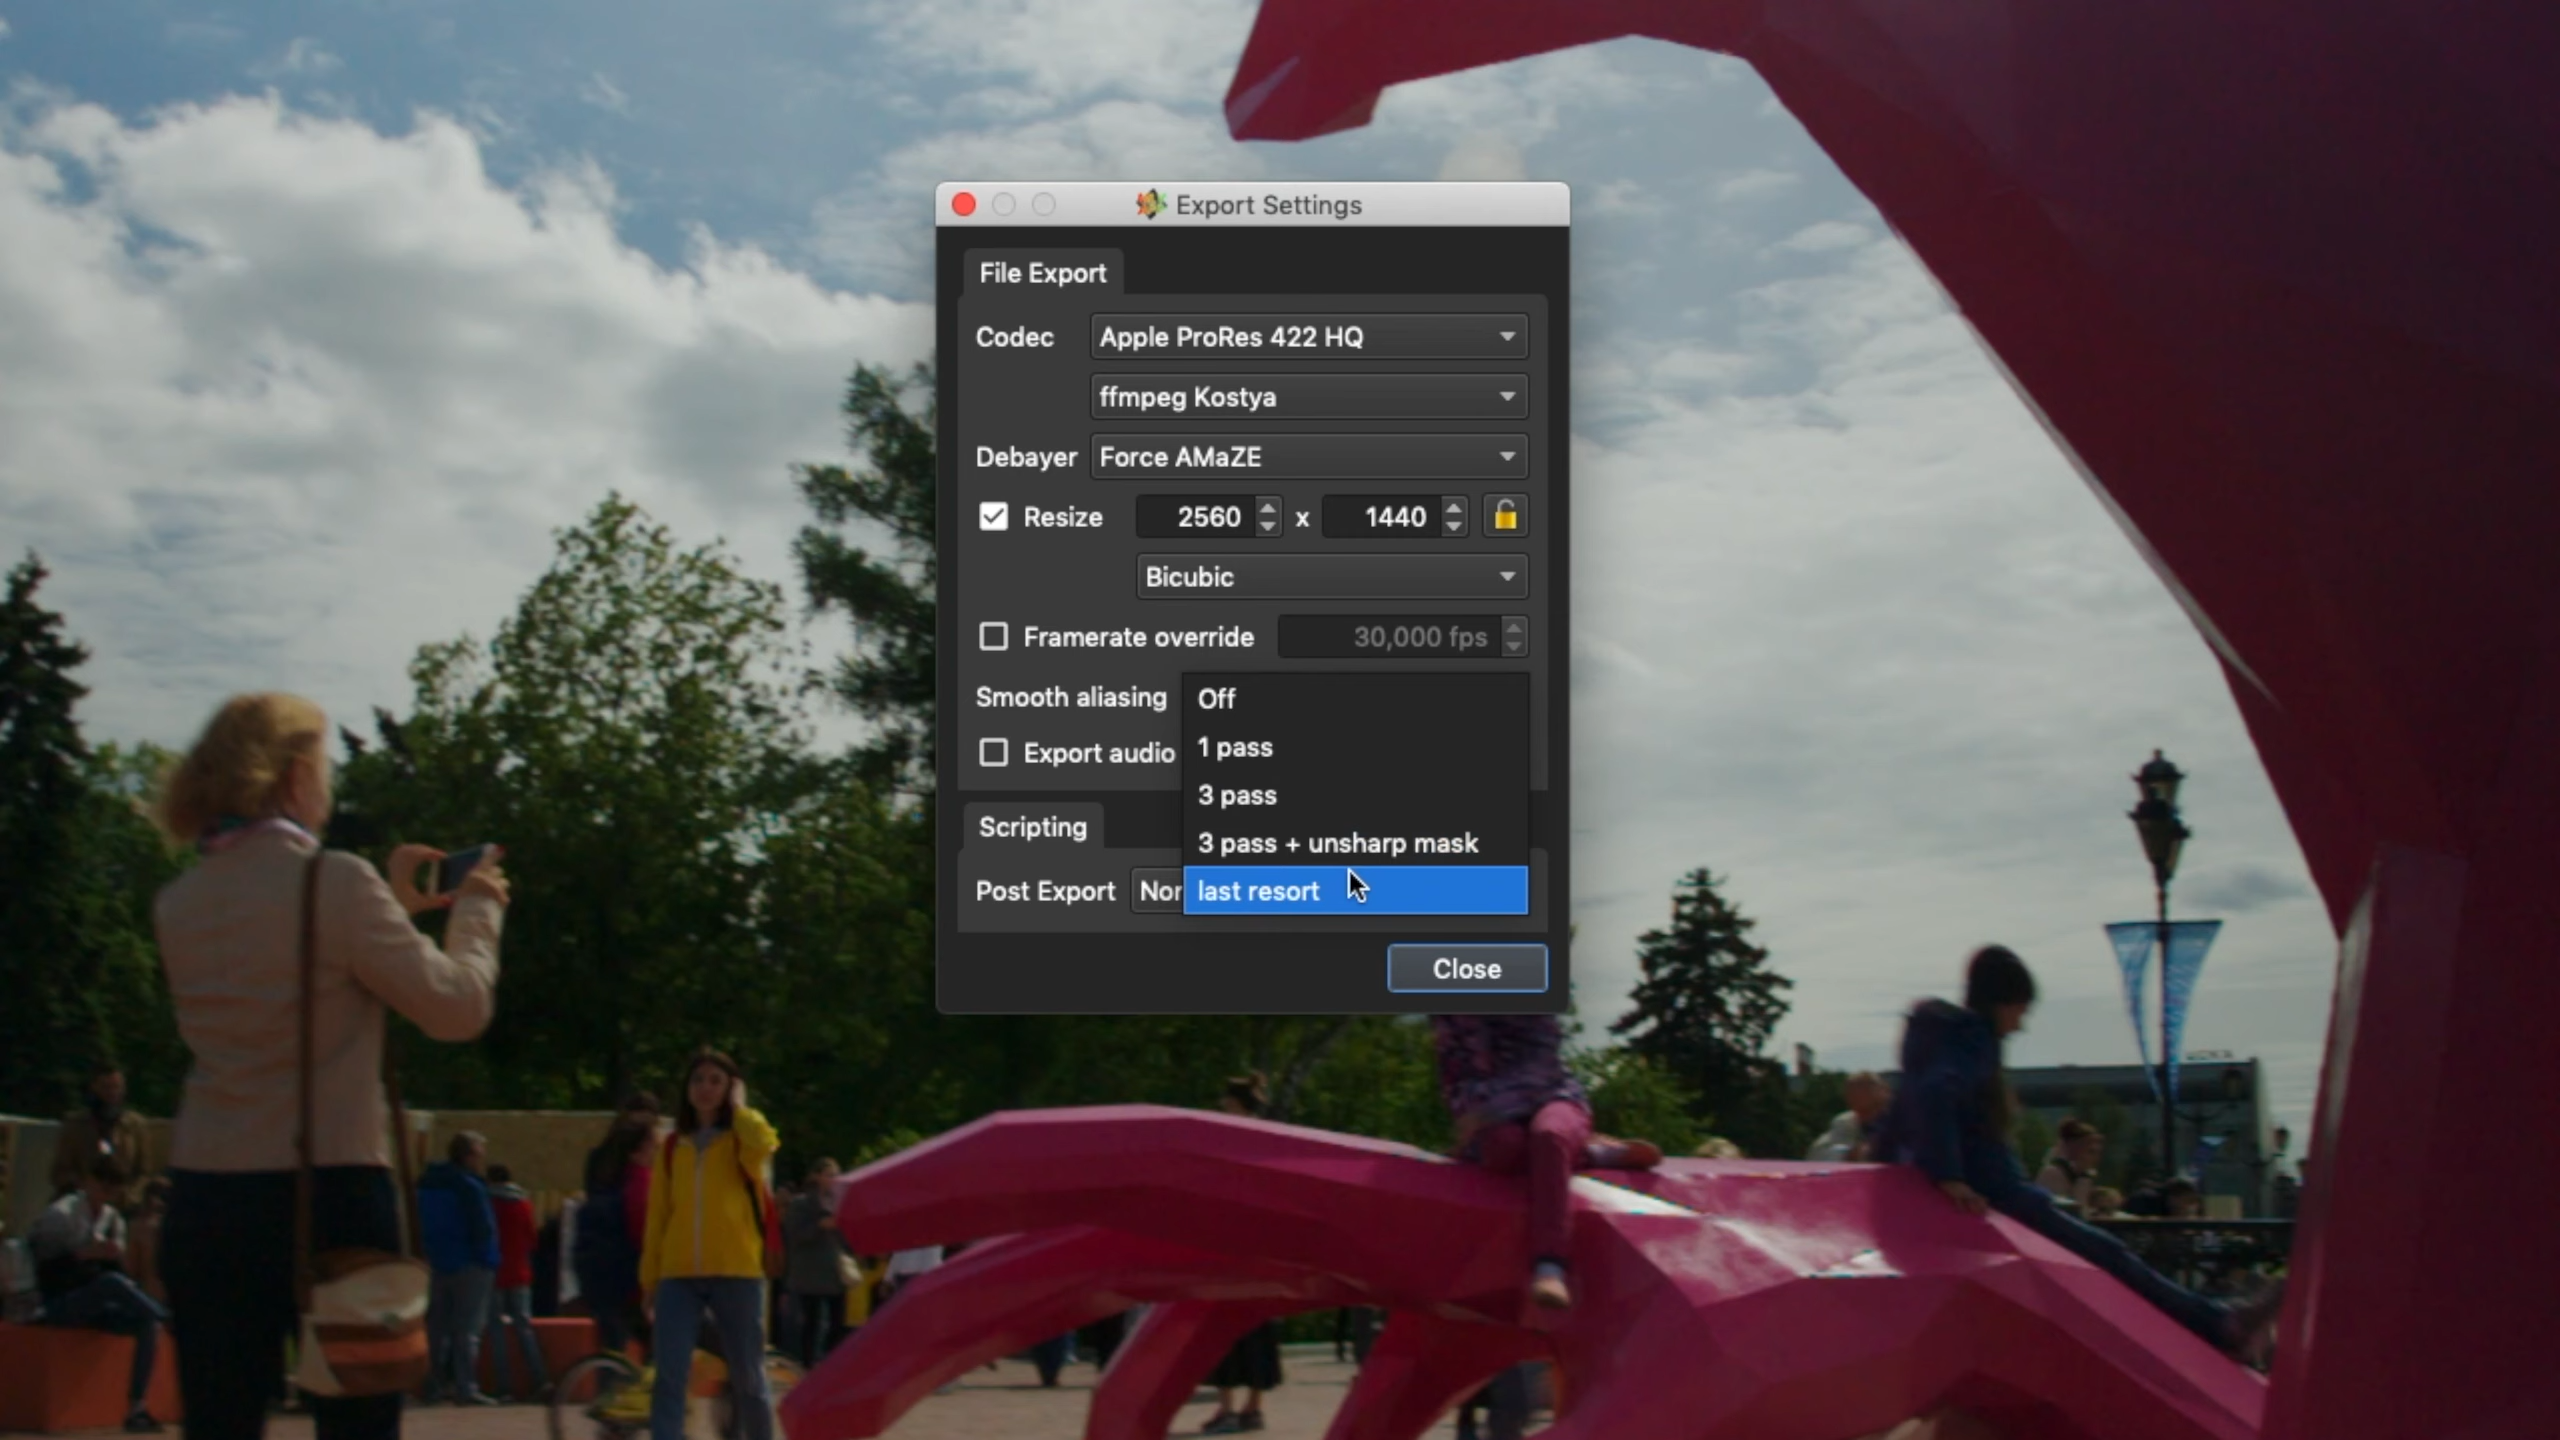 Export Settings
File Export
Codec Apple ProRes 422 HQ
ffmpeg Kostya
Debayer Force AMaZE
Resize 2560 x 1440
Bicubic
Framerate override 30,000 fps
Smooth aliasing Off
1 pass
Export audio
3 pass
Scripting
3 pass + unsharp mask
Post Export Nor last resort
Close